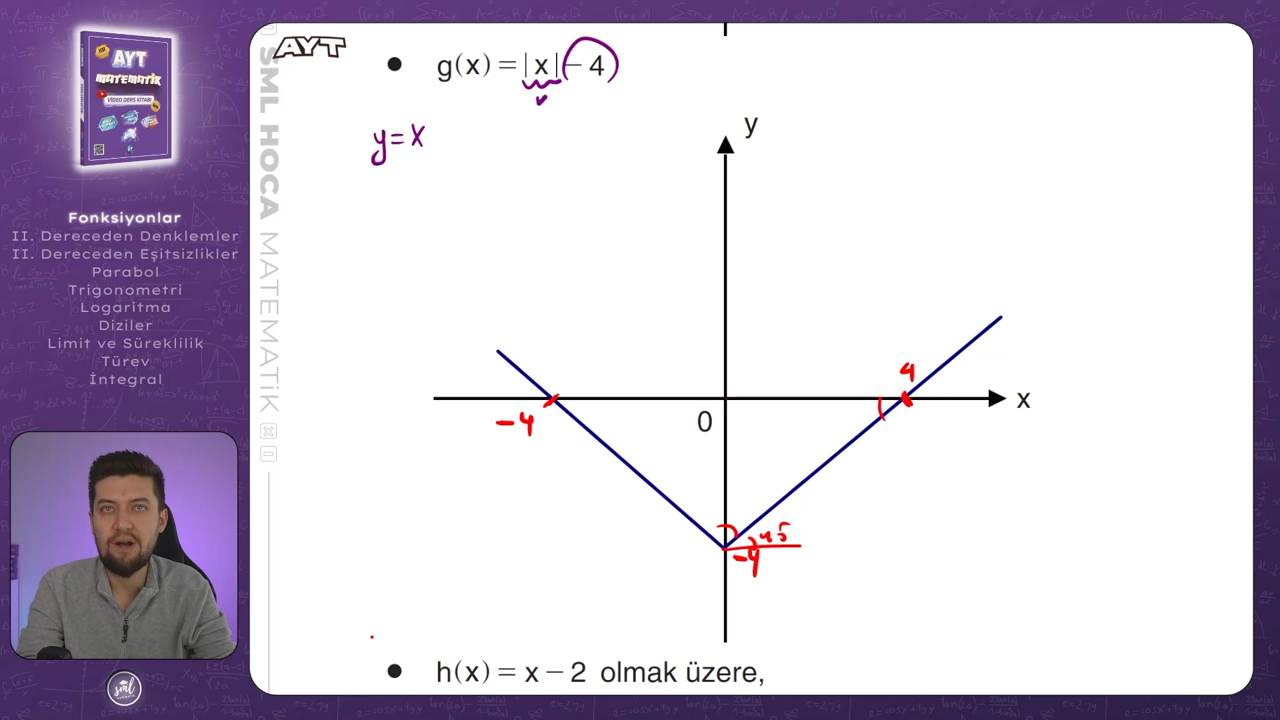 AYT
MATEMATİK
VİDEO DERS KİTABI
Fonksiyonlar
II. Dereceden Denklemler
II. Dereceden Eşitsizlikler
Parabol
Trigonometri
Logaritma
Diziler
Limit ve Süreklilik
Türev
İntegral
sml
SML HOCA MATEMATİK
AYT
• g(x) = |x| − 4
y = x
y
4
x
−4
0
45
−4
• h(x) = x − 2 olmak üzere,